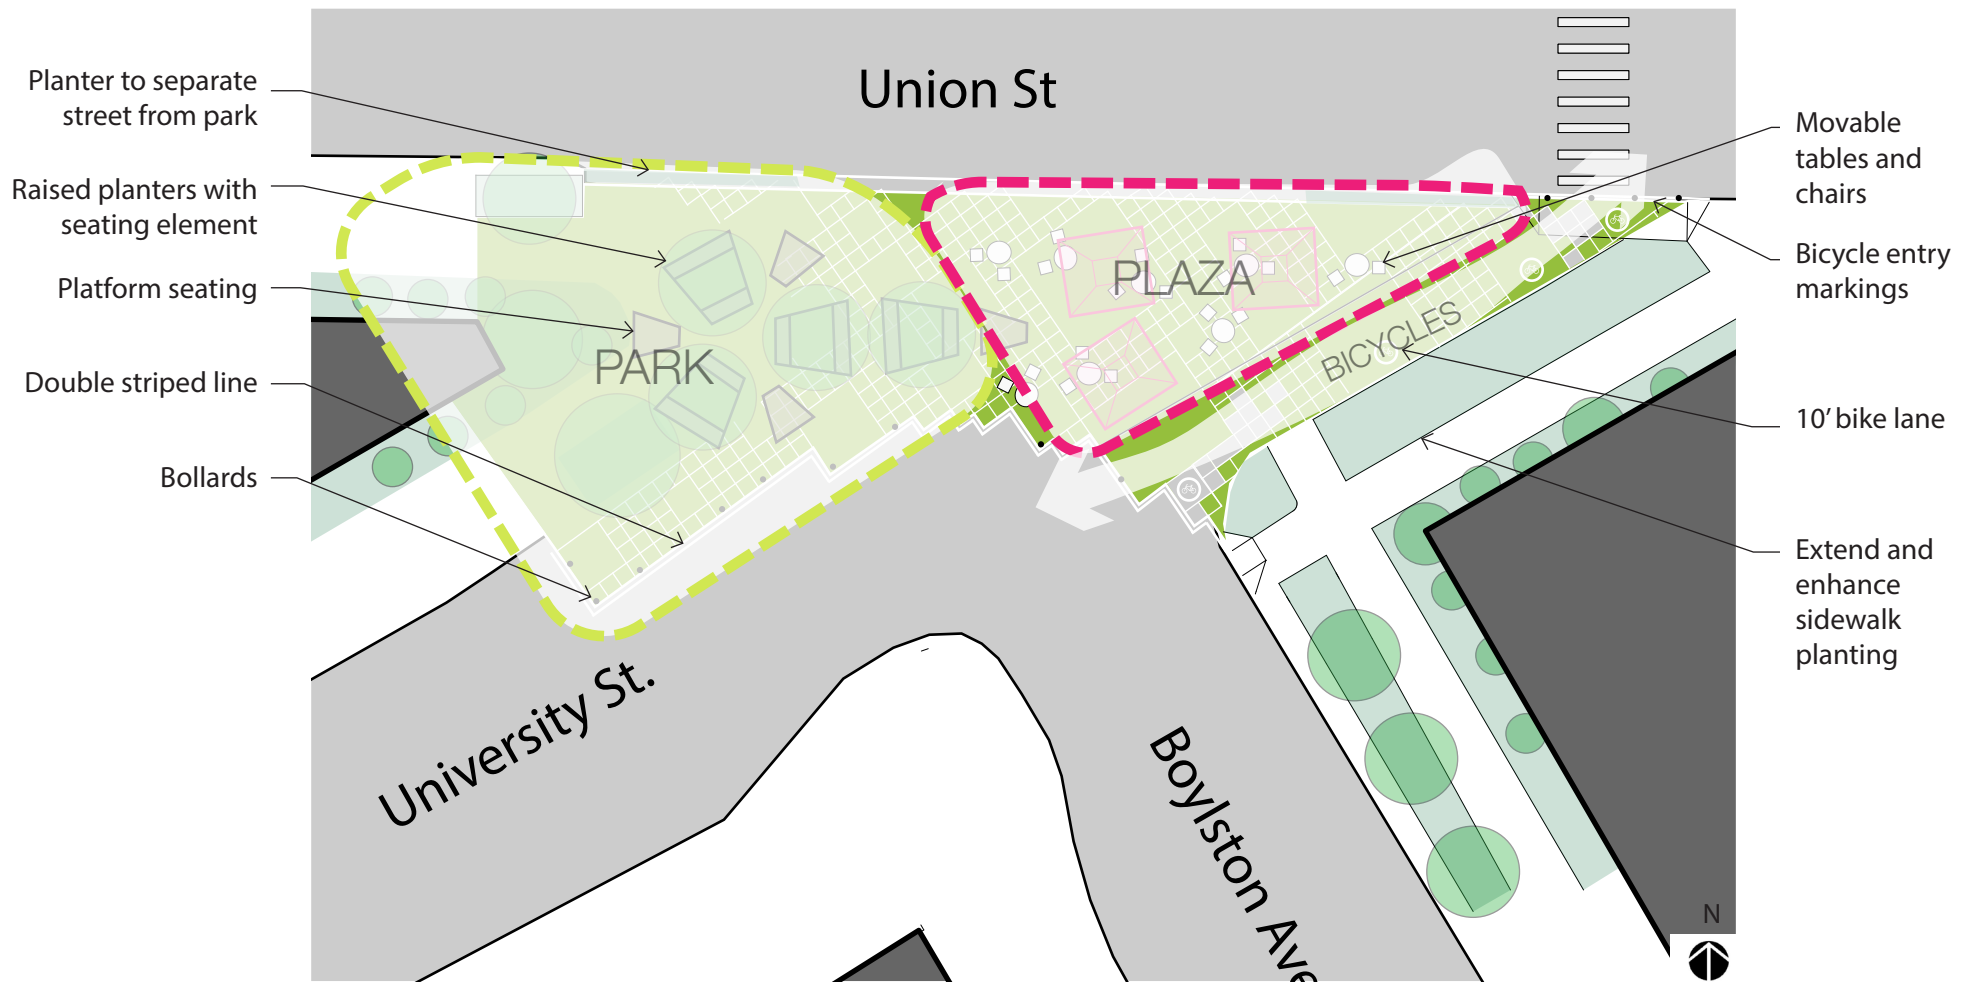 Union St
Planter to separate
street from park
Raised planters with
seating element
Platform seating
Double striped line
Bollards
PARK
PLAZA
BICYCLES
Movable
tables and
chairs
Bicycle entry
markings
10' bike lane
Extend and
enhance
sidewalk
planting
University St.
Boylston Ave
N